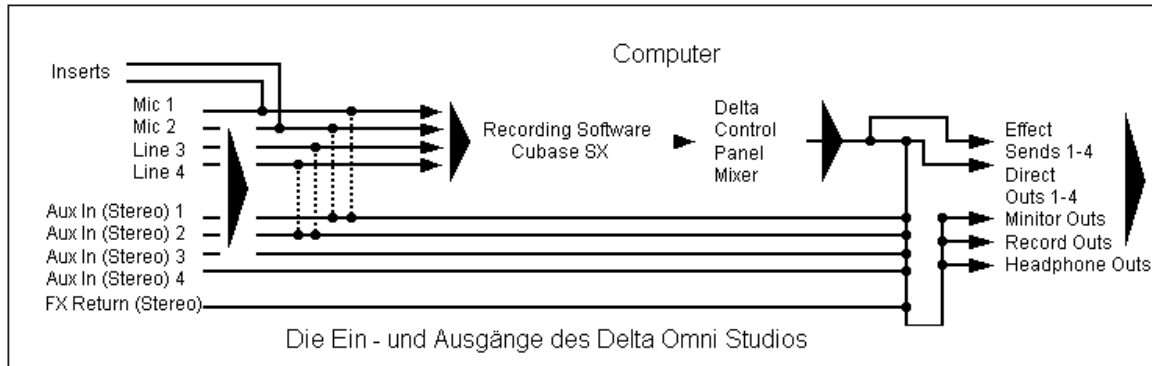 Computer
Inserts
Mic 1
Mic 2
Line 3
Line 4
Aux In (Stereo) 1
Aux In (Stereo) 2
Aux In (Stereo) 3
Aux In (Stereo) 4
FX Return (Stereo)
Recording Software
Cubase SX
Delta
Control
Panel
Mixer
Effect
Sends 1-4
Direct
Outs 1-4
Minitor Outs
Record Outs
Headphone Outs
Die Ein - und Ausgänge des Delta Omni Studios